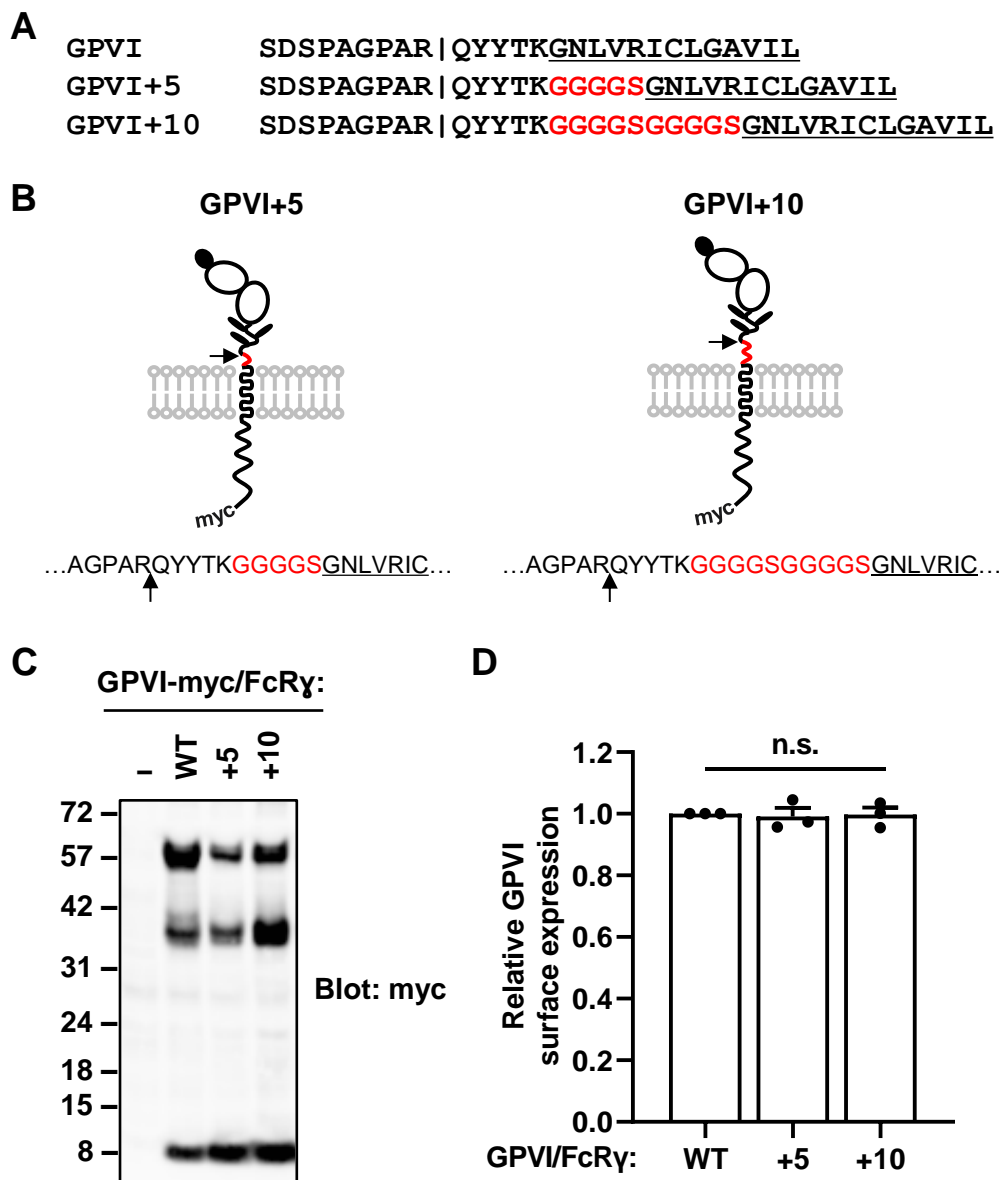 A
GPVI SDSPAGPAR|QYYTKGNLVRICLGAVIL
GPVI+5 SDSPAGPAR|QYYTKGGGGSGNLVRICLGAVIL
GPVI+10 SDSPAGPAR|QYYTKGGGGSGGGGSGNLVRICLGAVIL
B
GPVI+5 GPVI+10
myc myc
…AGPARQYYTKGGGGSGNLVRIC… …AGPARQYYTKGGGGSGGGGSGNLVRIC…
C
GPVI-myc/FcRɣ:
– WT +5 +10
72
57
42
31
24
18
15
8
Blot: myc
D
n.s.
1.2
1.0
0.8
0.6
0.4
0.2
0.0
Relative GPVI
surface expression
GPVI/FcRγ: WT +5 +10